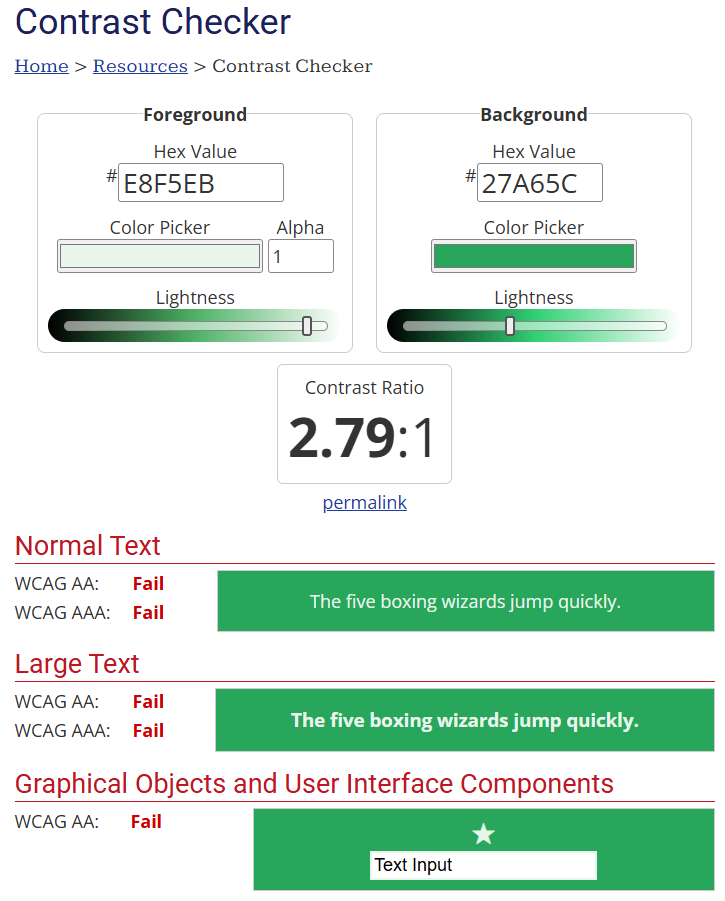 Contrast Checker
Home > Resources > Contrast Checker
Foreground
Hex Value
#E8F5EB
Color Picker Alpha
1
Lightness
Background
Hex Value
#27A65C
Color Picker
Lightness
Contrast Ratio
2.79:1
permalink
Normal Text
WCAG AA: Fail
WCAG AAA: Fail
The five boxing wizards jump quickly.
Large Text
WCAG AA: Fail
WCAG AAA: Fail
The five boxing wizards jump quickly.
Graphical Objects and User Interface Components
WCAG AA: Fail
Text Input